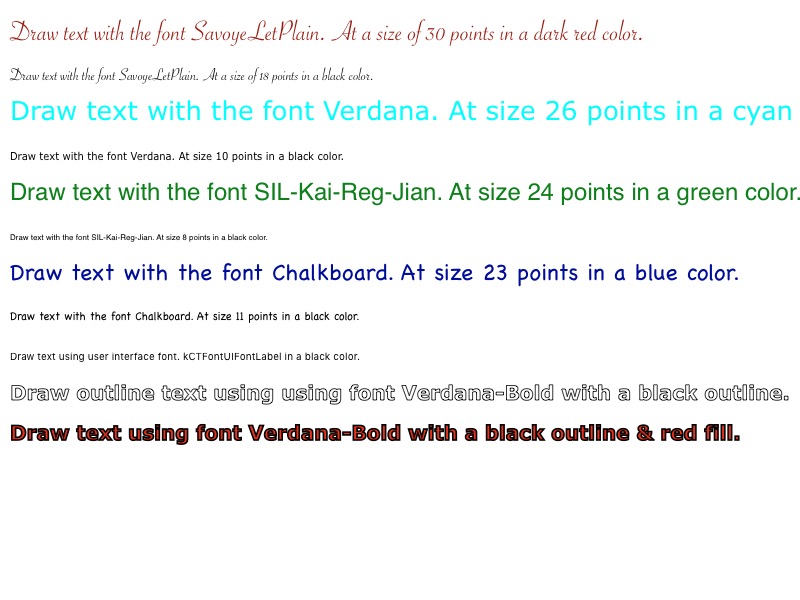 Draw text with the font SavoyeLetPlain. At a size of 30 points in a dark red color.
Draw text with the font SavoyeLetPlain. At a size of 18 points in a black color.
Draw text with the font Verdana. At size 26 points in a cyan
Draw text with the font Verdana. At size 10 points in a black color.
Draw text with the font SIL-Kai-Reg-Jian. At size 24 points in a green color.
Draw text with the font SIL-Kai-Reg-Jian. At size 8 points in a black color.
Draw text with the font Chalkboard. At size 23 points in a blue color.
Draw text with the font Chalkboard. At size 11 points in a black color.
Draw text using user interface font. kCTFontUIFontLabel in a black color.
Draw outline text using using font Verdana-Bold with a black outline.
Draw text using font Verdana-Bold with a black outline & red fill.